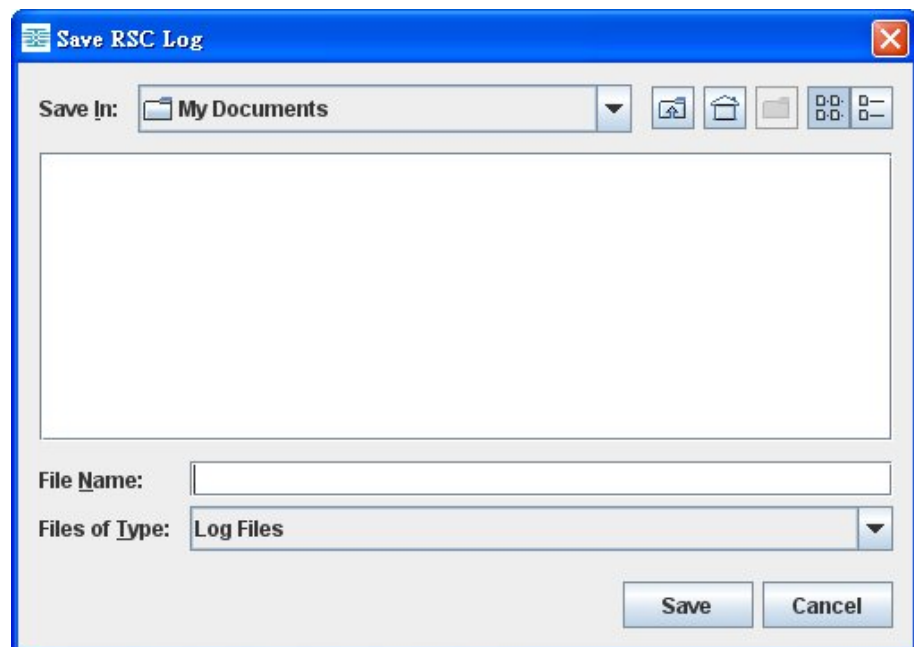 Save RSC Log
Save In: My Documents
File Name:
Files of Type: Log Files
Save Cancel